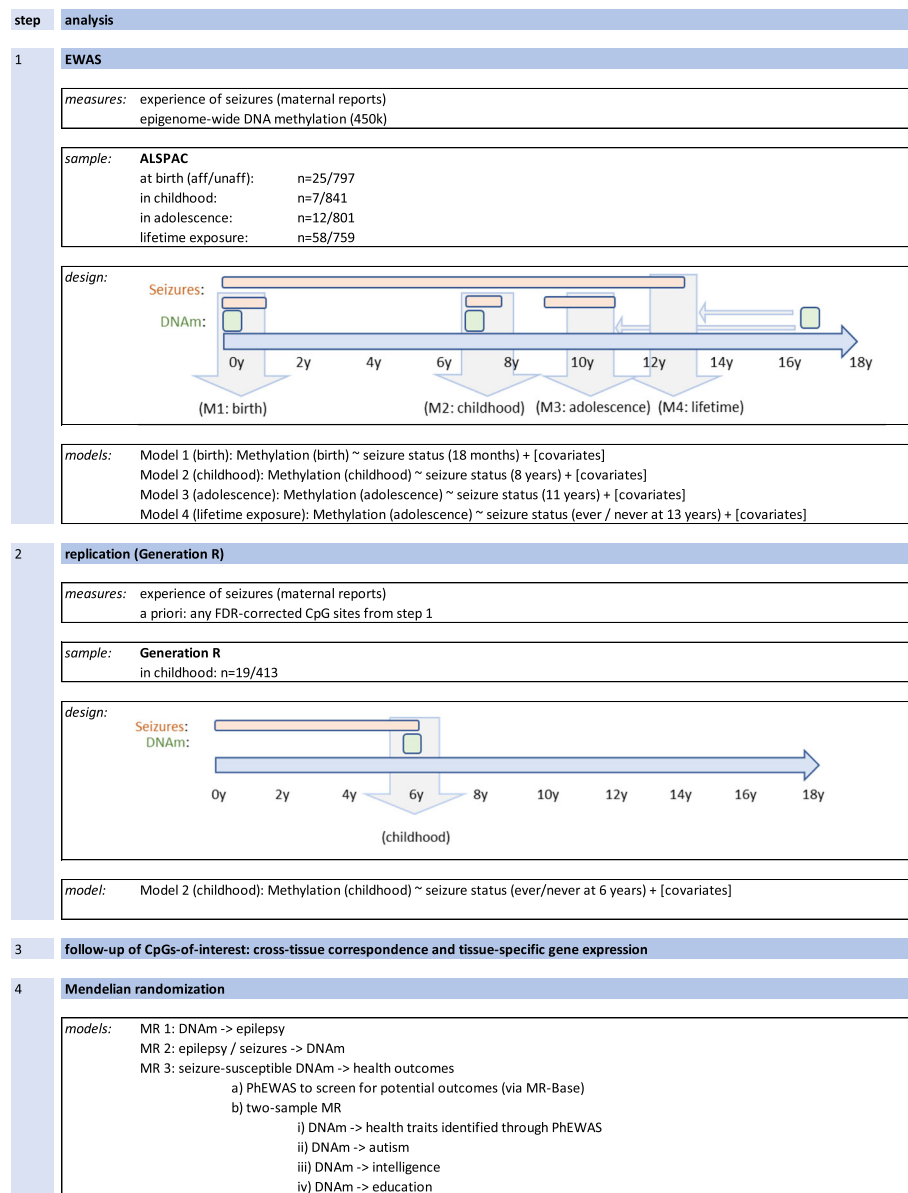 step analysis
1 EWAS
measures: experience of seizures (maternal reports)
epigenome-wide DNA methylation (450k)
sample: ALSPAC
at birth (aff/unaff): n=25/797
in childhood: n=7/841
in adolescence: n=12/801
lifetime exposure: n=58/759
design:
Seizures:
DNAm:
0y 2y 4y 6y 8y 10y 12y 14y 16y 18y
(M1: birth) (M2: childhood) (M3: adolescence) (M4: lifetime)
models: Model 1 (birth): Methylation (birth) ~ seizure status (18 months) + [covariates]
Model 2 (childhood): Methylation (childhood) ~ seizure status (8 years) + [covariates]
Model 3 (adolescence): Methylation (adolescence) ~ seizure status (11 years) + [covariates]
Model 4 (lifetime exposure): Methylation (adolescence) ~ seizure status (ever / never at 13 years) + [covariates]
2 replication (Generation R)
measures: experience of seizures (maternal reports)
a priori: any FDR-corrected CpG sites from step 1
sample: Generation R
in childhood: n=19/413
design:
Seizures:
DNAm:
0y 2y 4y 6y 8y 10y 12y 14y 16y 18y
(childhood)
model: Model 2 (childhood): Methylation (childhood) ~ seizure status (ever/never at 6 years) + [covariates]
3 follow-up of CpGs-of-interest: cross-tissue correspondence and tissue-specific gene expression
4 Mendelian randomization
models: MR 1: DNAm -> epilepsy
MR 2: epilepsy / seizures -> DNAm
MR 3: seizure-susceptible DNAm -> health outcomes
a) PhEWAS to screen for potential outcomes (via MR-Base)
b) two-sample MR
i) DNAm -> health traits identified through PhEWAS
ii) DNAm -> autism
iii) DNAm -> intelligence
iv) DNAm -> education